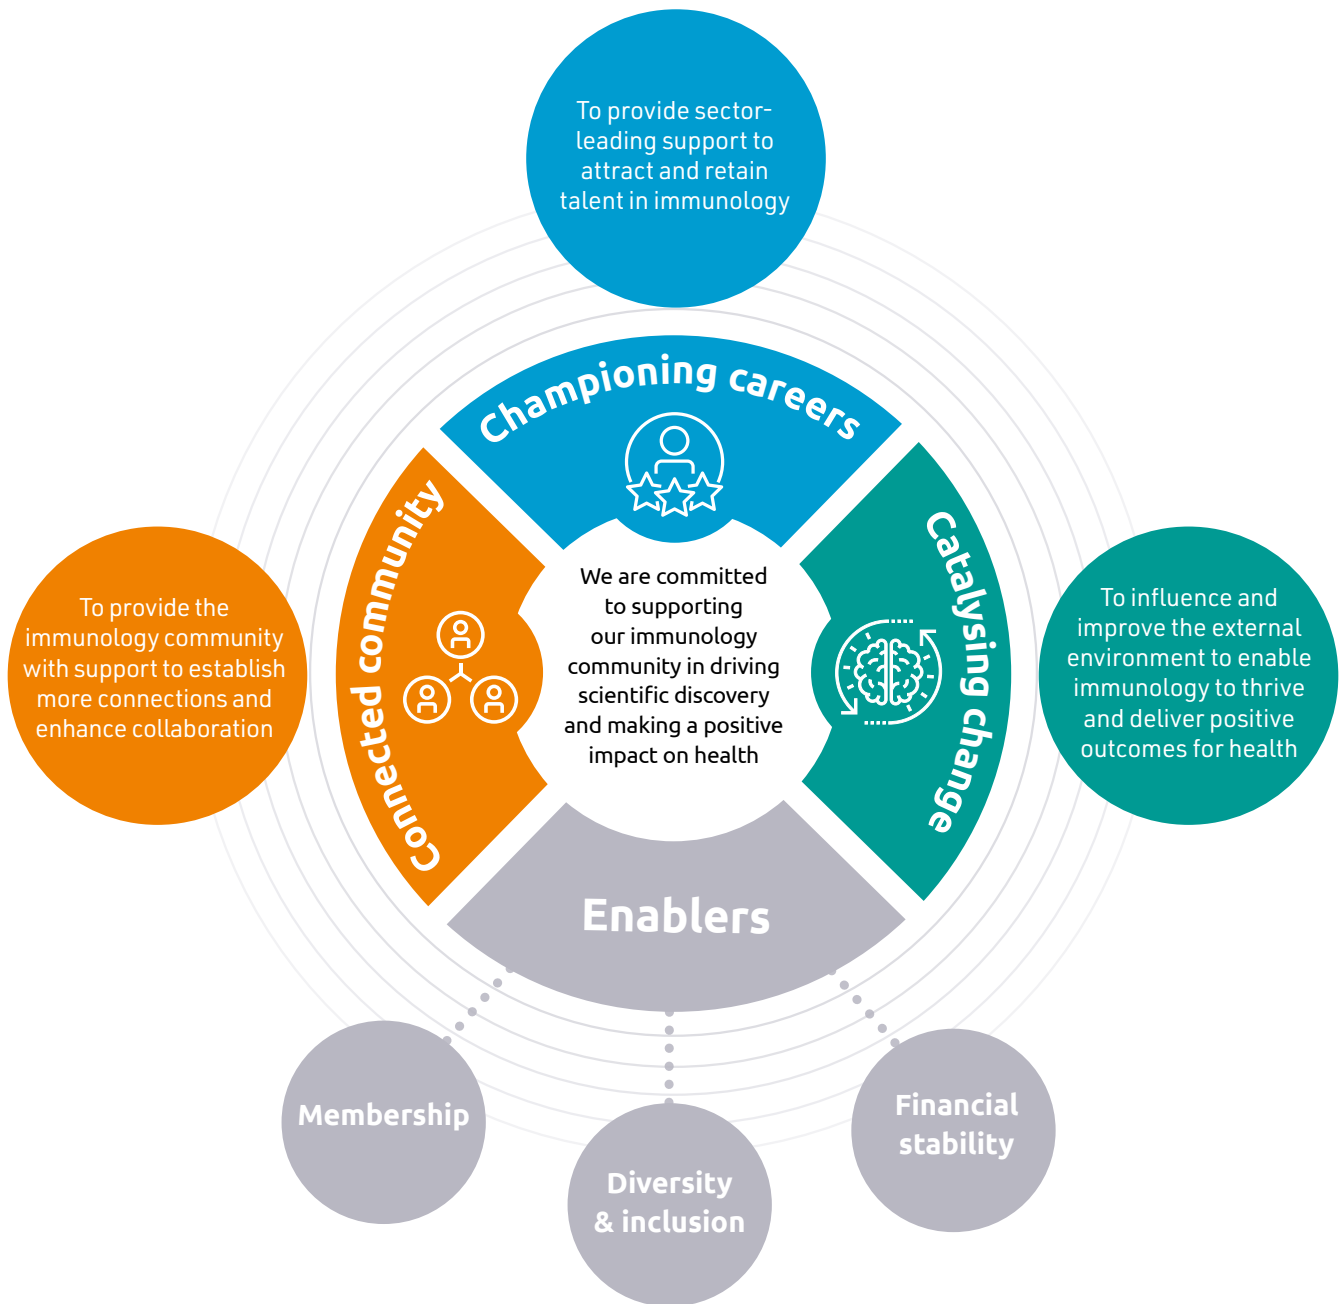 To provide sector-
leading support to
attract and retain
talent in immunology
Championing careers
Connected community
Catalysing change
To provide the
immunology community
with support to establish
more connections and
enhance collaboration
We are committed
to supporting
our immunology
community in driving
scientific discovery
and making a positive
impact on health
To influence and
improve the external
environment to enable
immunology to thrive
and deliver positive
outcomes for health
Enablers
Membership
Diversity
& inclusion
Financial
stability